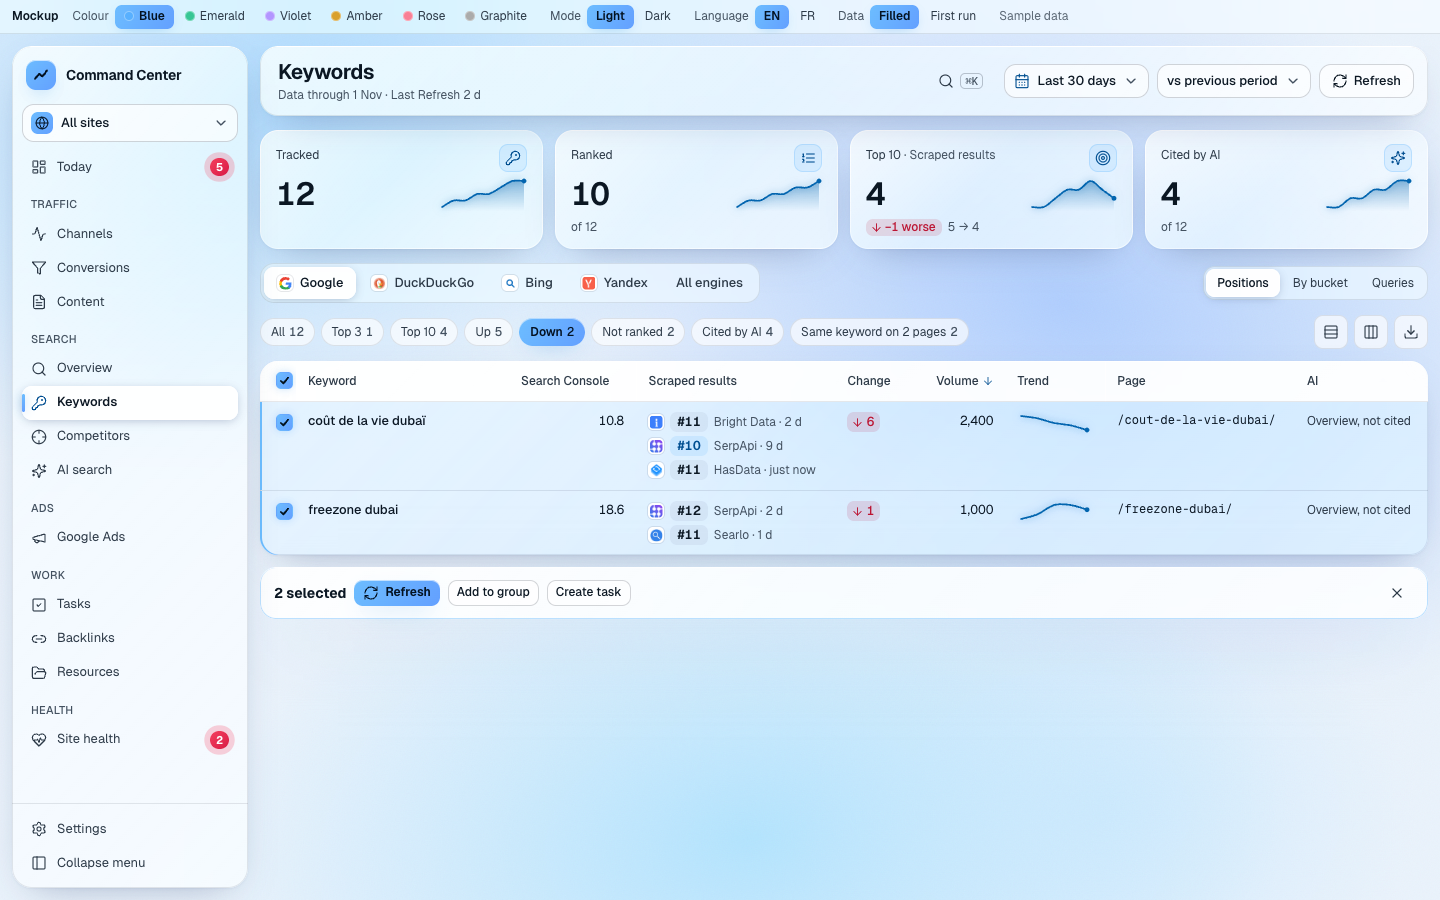 Mockup Colour Blue Emerald Violet Amber Rose Graphite Mode Light Dark Language EN FR Data Filled First run Sample data
Command Center
All sites
Today 5
TRAFFIC
Channels
Conversions
Content
SEARCH
Overview
Keywords
Competitors
AI search
ADS
Google Ads
WORK
Tasks
Backlinks
Resources
HEALTH
Site health 2
Settings
Collapse menu
Keywords
Data through 1 Nov · Last Refresh 2 d
⌘K Last 30 days vs previous period Refresh
Tracked
12
Ranked
10
of 12
Top 10 · Scraped results
4
↓ −1 worse 5 → 4
Cited by AI
4
of 12
Google DuckDuckGo Bing Yandex All engines
Positions By bucket Queries
All 12 Top 3 1 Top 10 4 Up 5 Down 2 Not ranked 2 Cited by AI 4 Same keyword on 2 pages 2
Keyword Search Console Scraped results Change Volume ↓ Trend Page AI
coût de la vie dubaï 10.8 #11 Bright Data · 2 d ↓ 6 2,400 /cout-de-la-vie-dubai/ Overview, not cited
#10 SerpApi · 9 d
#11 HasData · just now
freezone dubai 18.6 #12 SerpApi · 2 d ↓ 1 1,000 /freezone-dubai/ Overview, not cited
#11 Searlo · 1 d
2 selected Refresh Add to group Create task